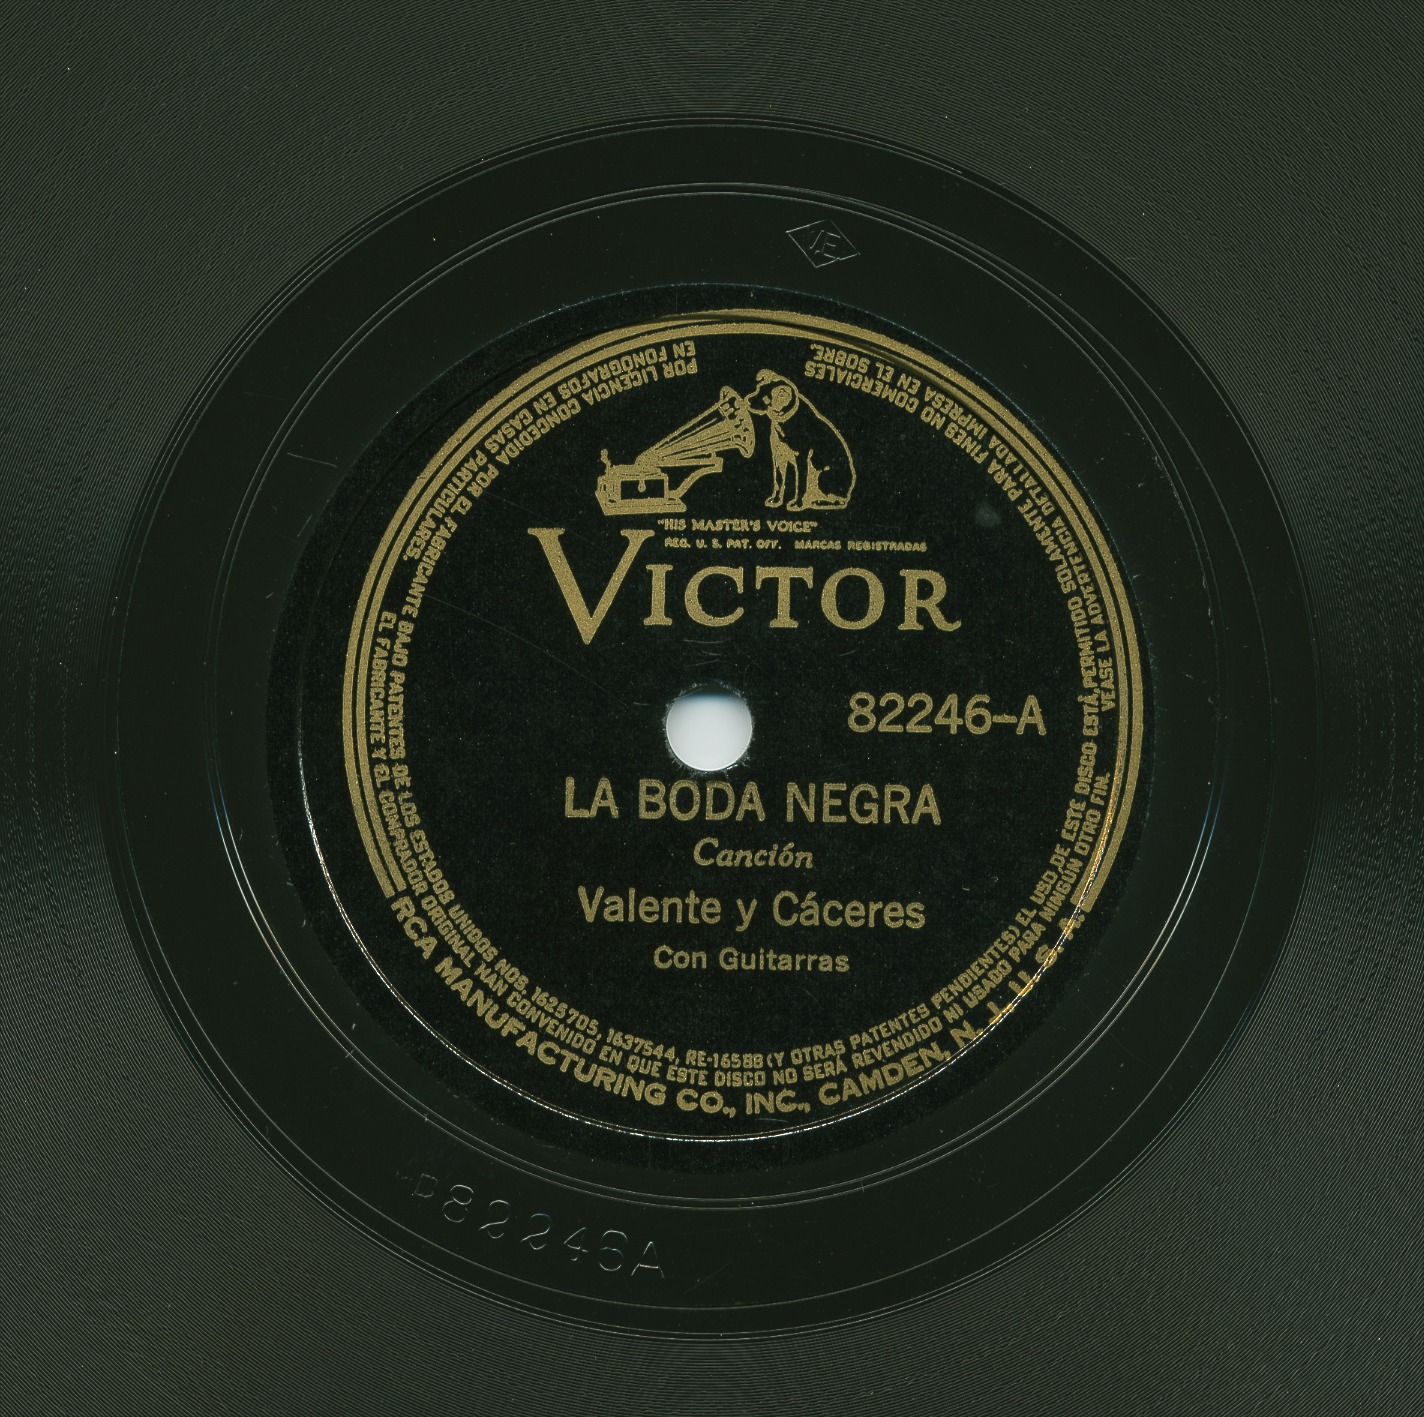 VE
"HIS MASTER'S VOICE"
REG. U. S. PAT. OFF. MARCAS REGISTRADAS
VICTOR
82246-A
LA BODA NEGRA
Canción
Valente y Cáceres
Con Guitarras
POR LICENCIA CONCEDIDA POR EL FABRICANTE BAJO PATENTES DE LOS ESTADOS UNIDOS NOS. 1625705, 1637544, RE-16588 (Y OTRAS PATENTES PENDIENTES) EL USO DE ESTE DISCO ESTÁ PERMITIDO SOLAMENTE PARA FINES NO COMERCIALES
EN FONÓGRAFOS EN CASAS PARTICULARES. EL FABRICANTE Y EL COMPRADOR ORIGINAL HAN CONVENIDO EN QUE ESTE DISCO NO SERÁ REVENDIDO NI USADO PARA NINGÚN OTRO FIN. VEASE LA ADVERTENCIA DETALLADA IMPRESA EN EL SOBRE.
RCA MANUFACTURING CO., INC., CAMDEN, N. J., U. S. A.
P82246A